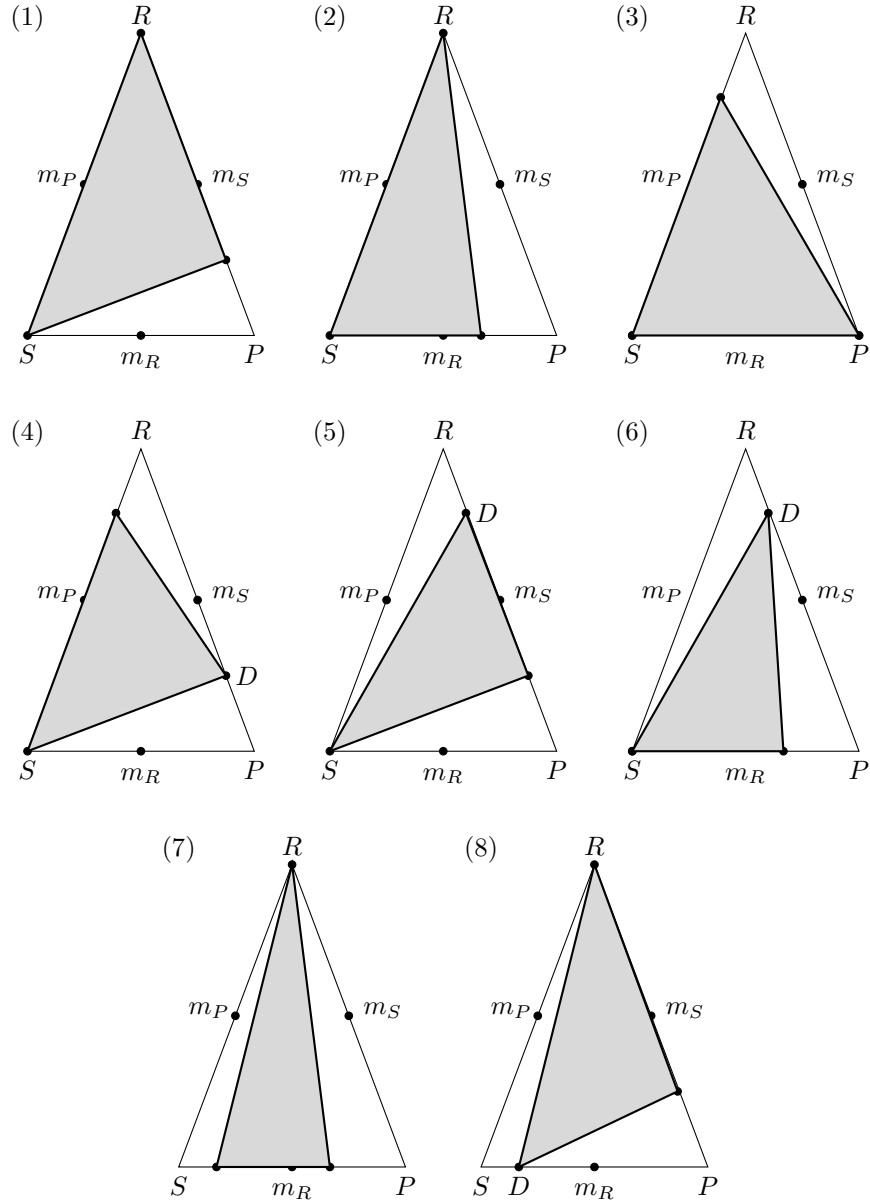 (1) R (2) R (3) R
m_P m_S m_P m_S m_P m_S
S m_R P S m_R P S m_R P
(4) R (5) R (6) R
D D
m_P m_S m_P m_S m_P m_S
D
S m_R P S m_R P S m_R P
(7) R (8) R
m_P m_S m_P m_S
S m_R P S D m_R P